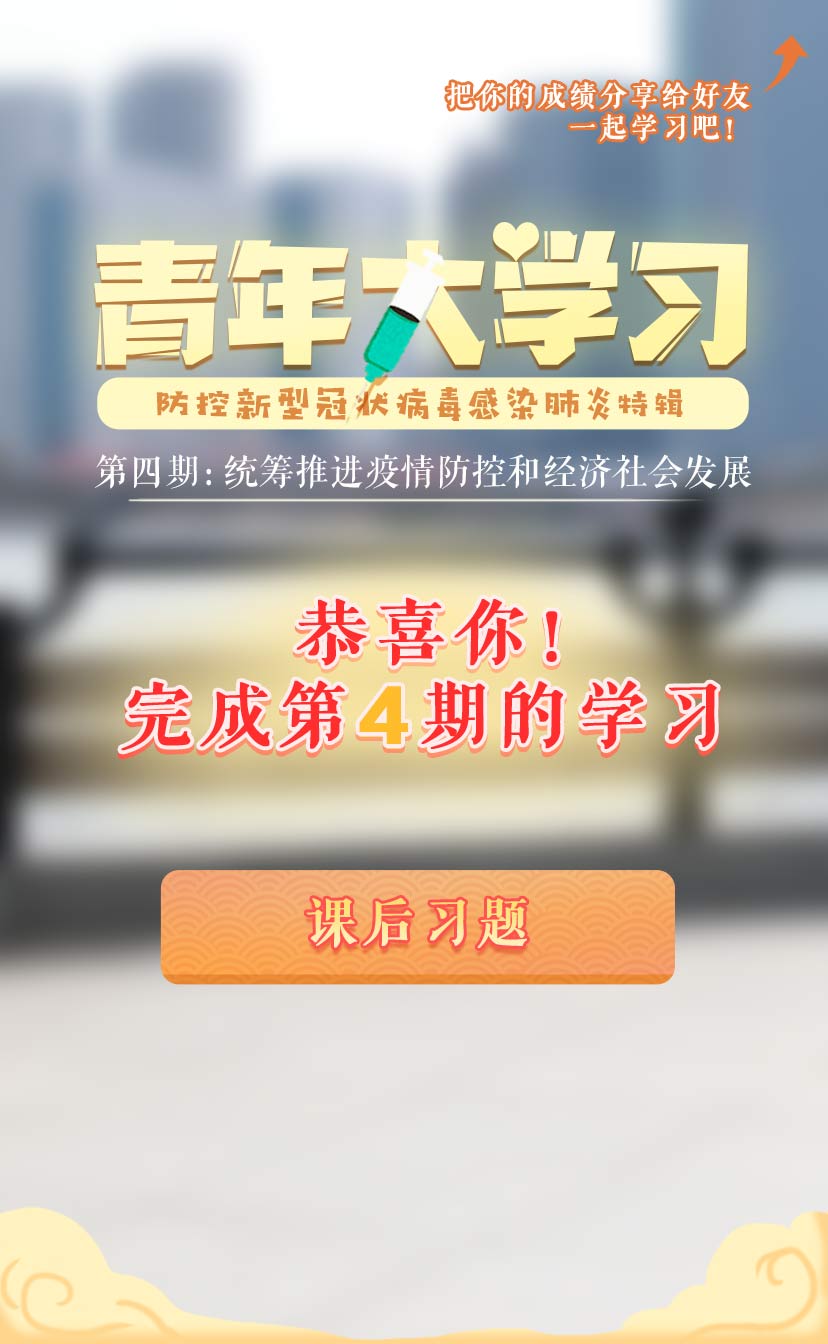 把你的成绩分享给好友
一起学习吧!
青年大学习
防控新型冠状病毒感染肺炎特辑
第四期:统筹推进疫情防控和经济社会发展
恭喜你!
完成第4期的学习
课后习题